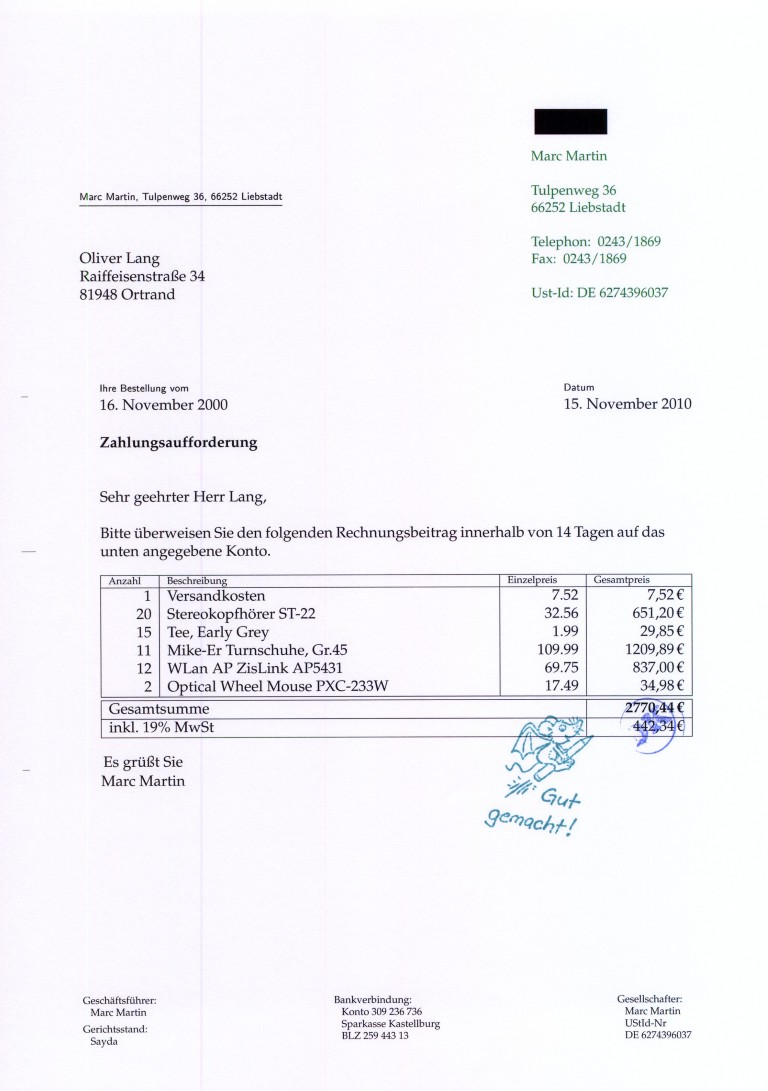 Marc Martin
Tulpenweg 36
66252 Liebstadt
Telephon: 0243/1869
Fax: 0243/1869
Ust-Id: DE 6274396037
Marc Martin, Tulpenweg 36, 66252 Liebstadt
Oliver Lang
Raiffeisenstraße 34
81948 Ortrand
Ihre Bestellung vom Datum
16. November 2000 15. November 2010
Zahlungsaufforderung
Sehr geehrter Herr Lang,
Bitte überweisen Sie den folgenden Rechnungsbeitrag innerhalb von 14 Tagen auf das
unten angegebene Konto.
Anzahl Beschreibung Einzelpreis Gesamtpreis
1 Versandkosten 7.52 7,52 €
20 Stereokopfhörer ST-22 32.56 651,20 €
15 Tee, Early Grey 1.99 29,85 €
11 Mike-Er Turnschuhe, Gr.45 109.99 1209,89 €
12 WLan AP ZisLink AP5431 69.75 837,00 €
2 Optical Wheel Mouse PXC-233W 17.49 34,98 €
Gesamtsumme 2770,44 €
inkl. 19% MwSt 442,34 €
Es grüßt Sie
Marc Martin
Gut
gemacht!
Geschäftsführer:
Marc Martin
Gerichtsstand:
Sayda
Bankverbindung:
Konto 309 236 736
Sparkasse Kastellburg
BLZ 259 443 13
Gesellschafter:
Marc Martin
UStId-Nr
DE 6274396037